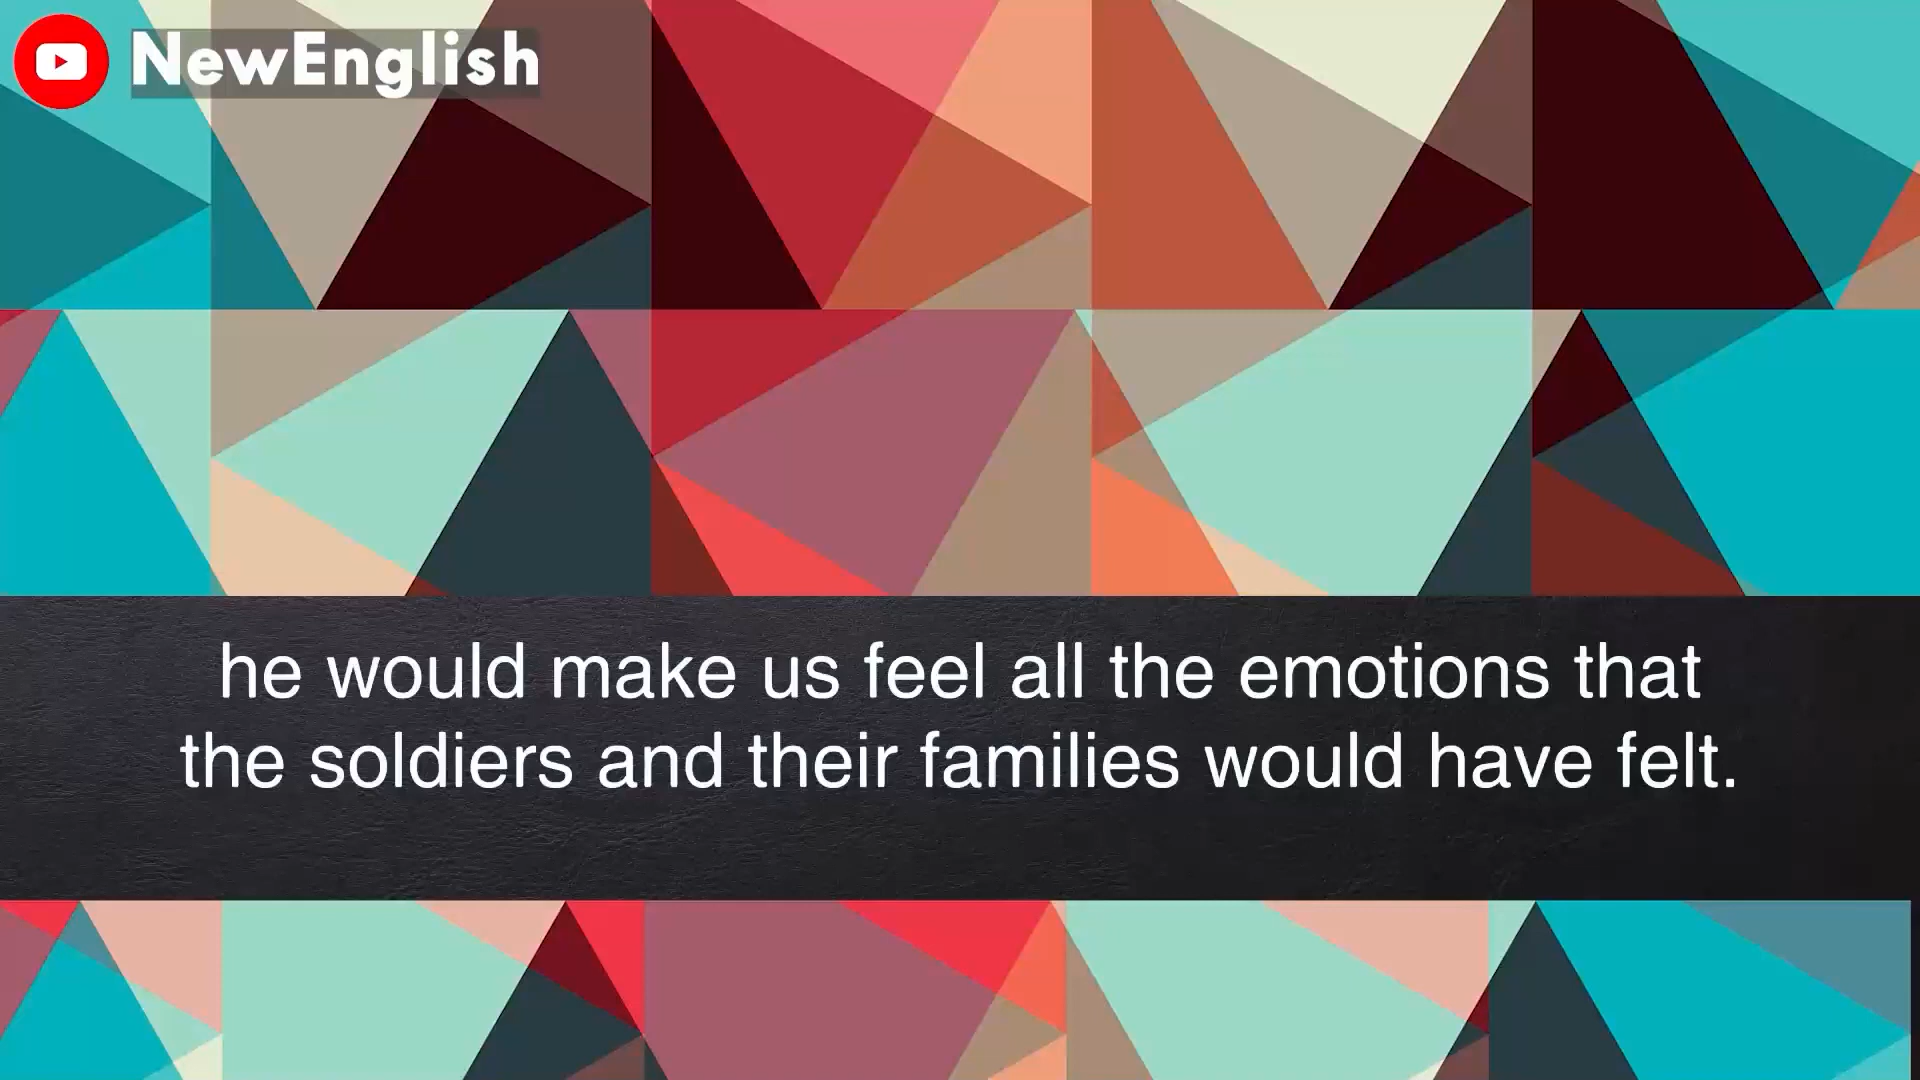 NewEnglish
he would make us feel all the emotions that
the soldiers and their families would have felt.